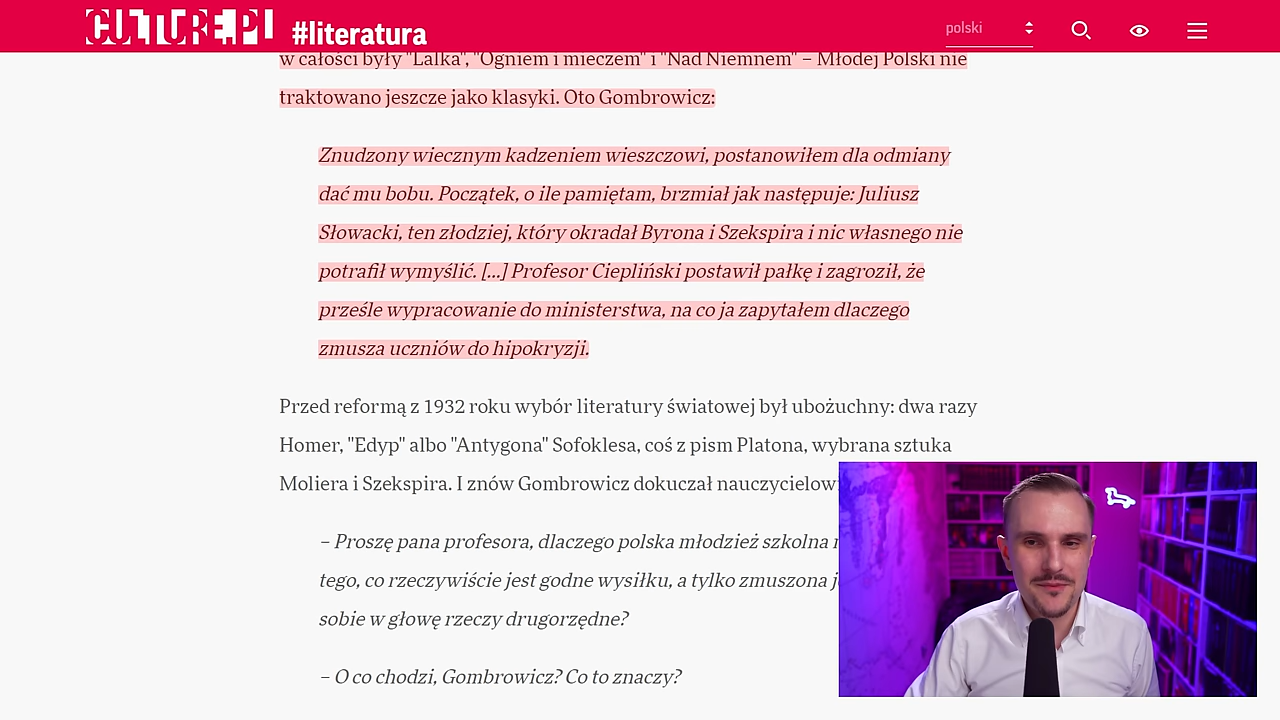 CULTURE.PL #literatura
polski
w całości były "Lalka", "Ogniem i mieczem" i "Nad Niemnem" – Młodej Polski nie
traktowano jeszcze jako klasyki. Oto Gombrowicz:
Znudzony wiecznym kadzeniem wieszczowi, postanowiłem dla odmiany
dać mu bobu. Początek, o ile pamiętam, brzmiał jak następuje: Juliusz
Słowacki, ten złodziej, który okradał Byrona i Szekspira i nic własnego nie
potrafił wymyślić. [...] Profesor Ciepliński postawił pałkę i zagroził, że
prześle wypracowanie do ministerstwa, na co ja zapytałem dlaczego
zmusza uczniów do hipokryzji.
Przed reformą z 1932 roku wybór literatury światowej był ubożuchny: dwa razy
Homer, "Edyp" albo "Antygona" Sofoklesa, coś z pism Platona, wybrana sztuka
Moliera i Szekspira. I znów Gombrowicz dokuczał nauczycielowi
– Proszę pana profesora, dlaczego polska młodzież szkolna
tego, co rzeczywiście jest godne wysiłku, a tylko zmuszona
sobie w głowę rzeczy drugorzędne?
– O co chodzi, Gombrowicz? Co to znaczy?